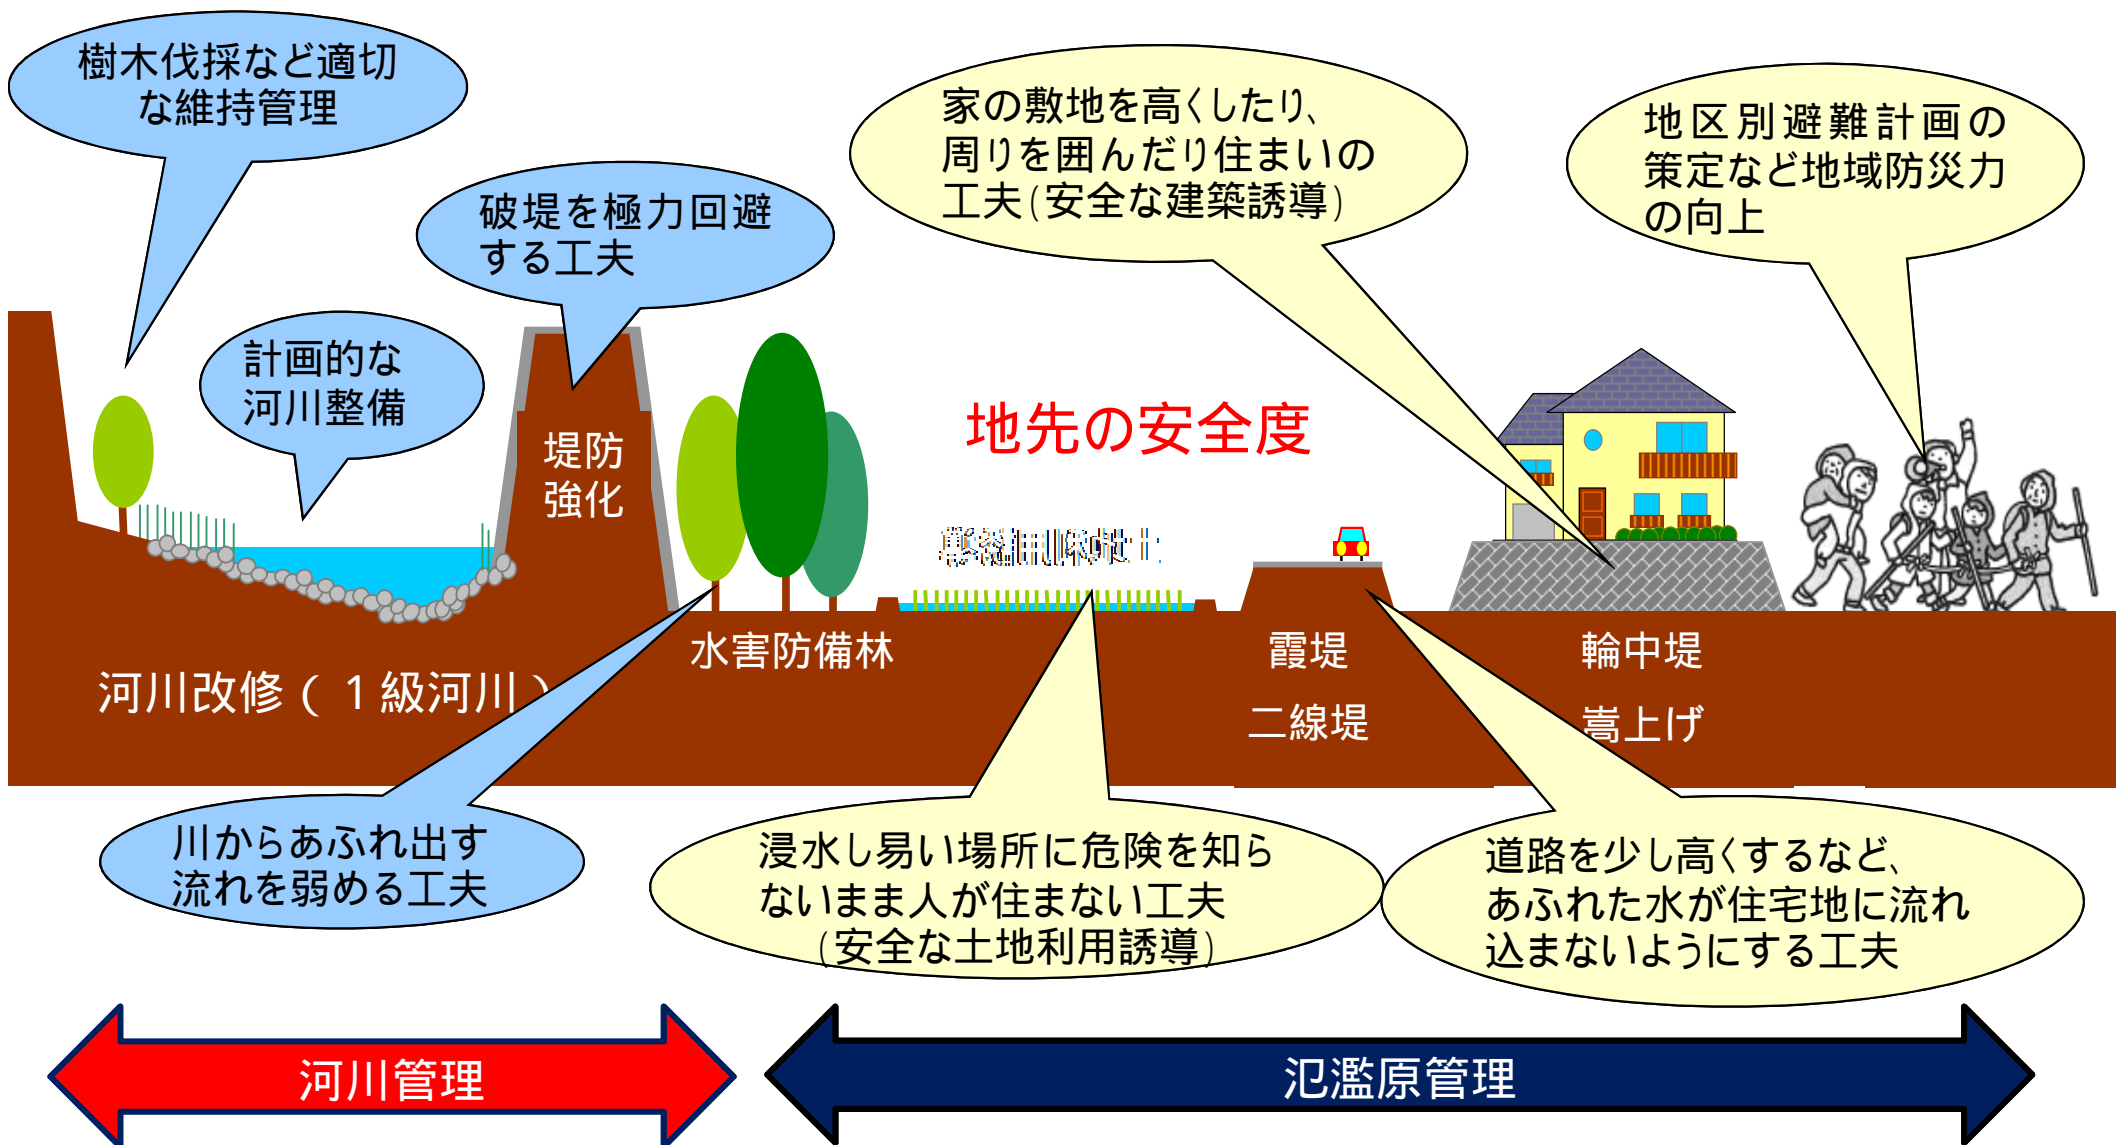 樹木伐採など適切
な維持管理
家の敷地を高くしたり、
周りを囲んだり住まいの
工夫(安全な建築誘導)
地区別避難計画の
策定など地域防災力
の向上
破堤を極力回避
する工夫
計画的な
河川整備
地先の安全度
堤防
強化
水害防備林
霞堤
二線堤
輪中堤
嵩上げ
河川改修(1級河川)
川からあふれ出す
流れを弱める工夫
浸水し易い場所に危険を知ら
ないまま人が住まない工夫
(安全な土地利用誘導)
道路を少し高くするなど、
あふれた水が住宅地に流れ
込まないようにする工夫
河川管理
氾濫原管理